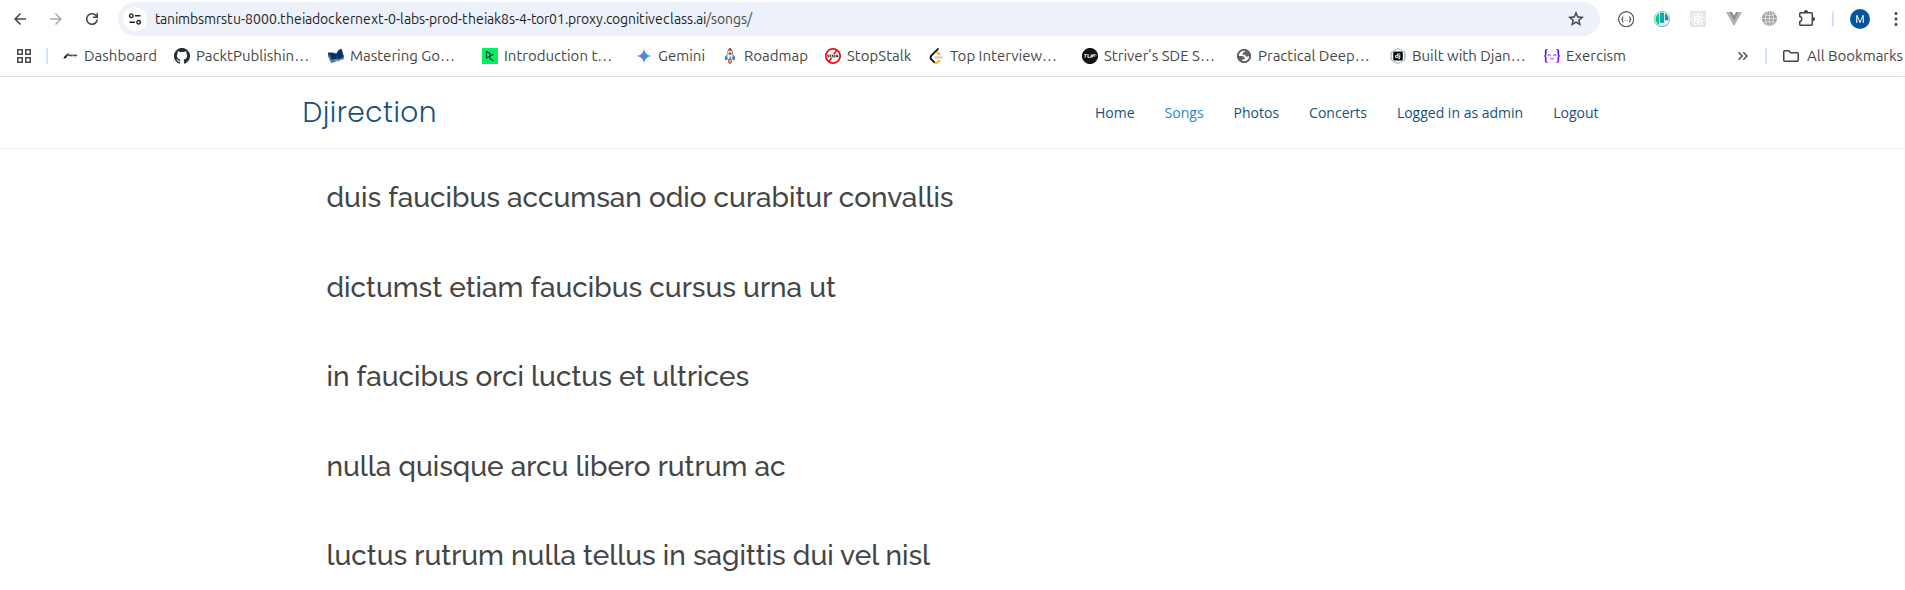 tanimbsmrstu-8000.theiadockernext-0-labs-prod-theiak8s-4-tor01.proxy.cognitiveclass.ai/songs/
M
Dashboard PacktPublishin... Mastering Go... Introduction t... Gemini Roadmap StopStalk Top Interview... Striver's SDE S... Practical Deep... Built with Djan... Exercism » All Bookmarks
Djirection Home Songs Photos Concerts Logged in as admin Logout
duis faucibus accumsan odio curabitur convallis
dictumst etiam faucibus cursus urna ut
in faucibus orci luctus et ultrices
nulla quisque arcu libero rutrum ac
luctus rutrum nulla tellus in sagittis dui vel nisl